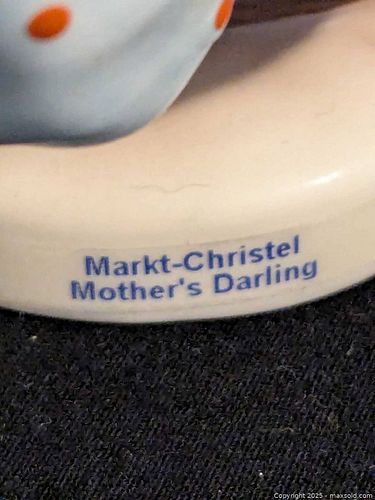 Markt-Christel
Mother's Darling
Copyright 2025 - maxsold.com